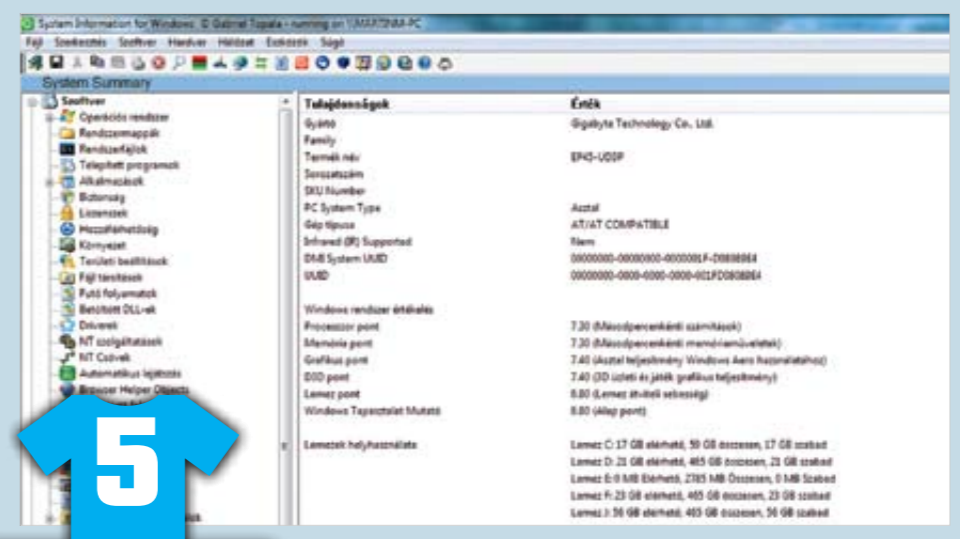 System Information for Windows © Gabriel Topala - running on \\MARTINM-PC
Fájl Szerkesztés Szoftver Hardver Hálózat Eszközök Súgó
System Summary
Szoftver
Operációs rendszer
Rendszermappák
Rendszerfájlok
Telepített programok
Alkalmazások
Biztonság
Licenszek
Hozzáférhetőség
Környezet
Területi beállítások
Fájl társítások
Futó folyamatok
Betöltött DLL-ek
Driverek
NT szolgáltatások
NT Csövek
Automatikus lejátszás
Browser Helper Objects
5
Tulajdonságok Érték
Gyártó Gigabyte Technology Co., Ltd.
Family
Termék név
Sorozatszám
SKU Number
PC System Type Asztal
Gép típusa AT/AT COMPATIBLE
Infrared (IR) Supported Nem
DMI System UUID
UUID
Windows rendszer értékelés
Processzor pont 7.30 (Másodpercenkénti számítások)
Memória pont 7.30 (Másodpercenkénti memóriaműveletek)
Grafikus pont 7.40 (Asztal teljesítmény Windows Aero használatához)
D3D pont 7.40 (3D üzleti és játék grafikus teljesítmény)
Lemez pont 6.80 (Lemez átviteli sebesség)
Windows Tapasztalat Mutató 6.80 (Alap pont)
Lemezek helyhasználata Lemez C: 17 GB elérhető, 59 GB összesen, 17 GB szabad
Lemez D: 21 GB elérhető, 465 GB összesen, 21 GB szabad
Lemez E: 0 MB Elérhető, 2785 MB Összesen, 0 MB Szabad
Lemez F: 23 GB elérhető, 465 GB összesen, 23 GB szabad
Lemez J: 56 GB elérhető, 465 GB összesen, 56 GB szabad